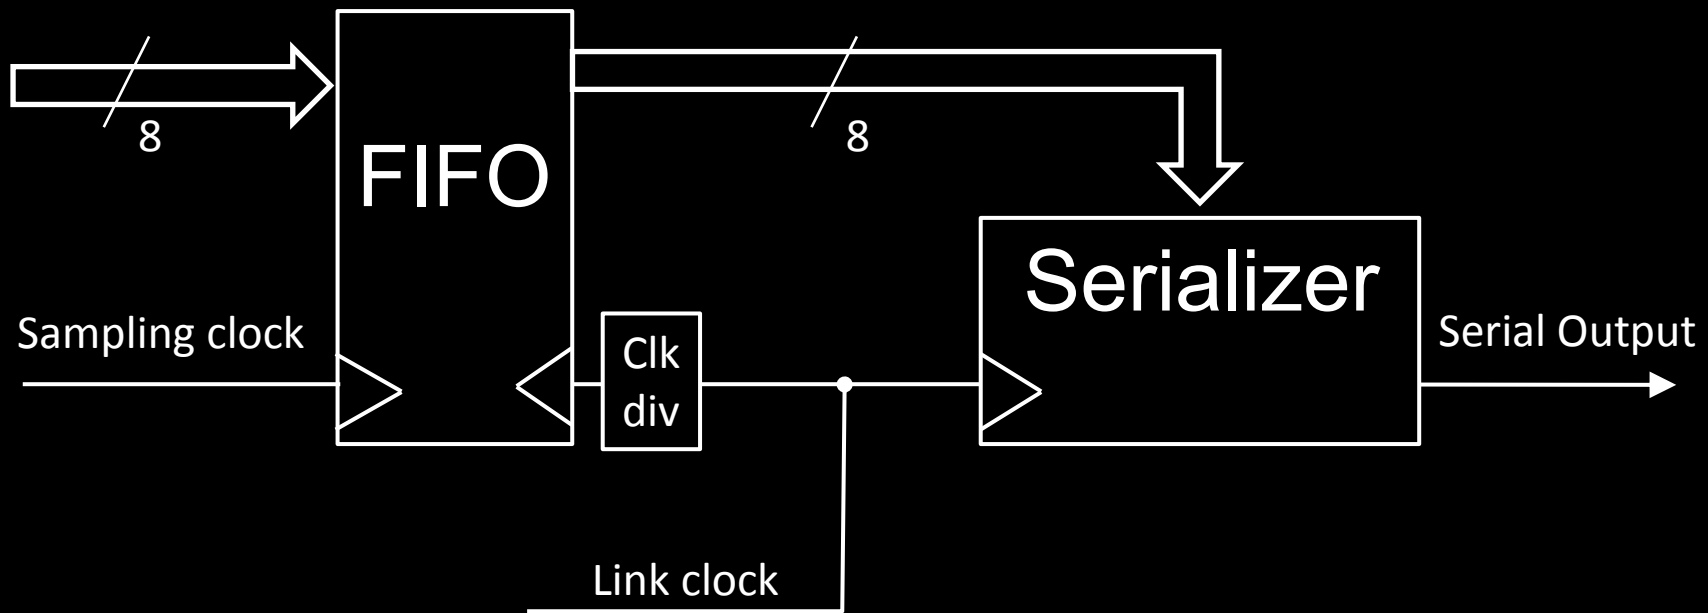 8
8
FIFO
Serializer
Sampling clock
Clk
div
Serial Output
Link clock